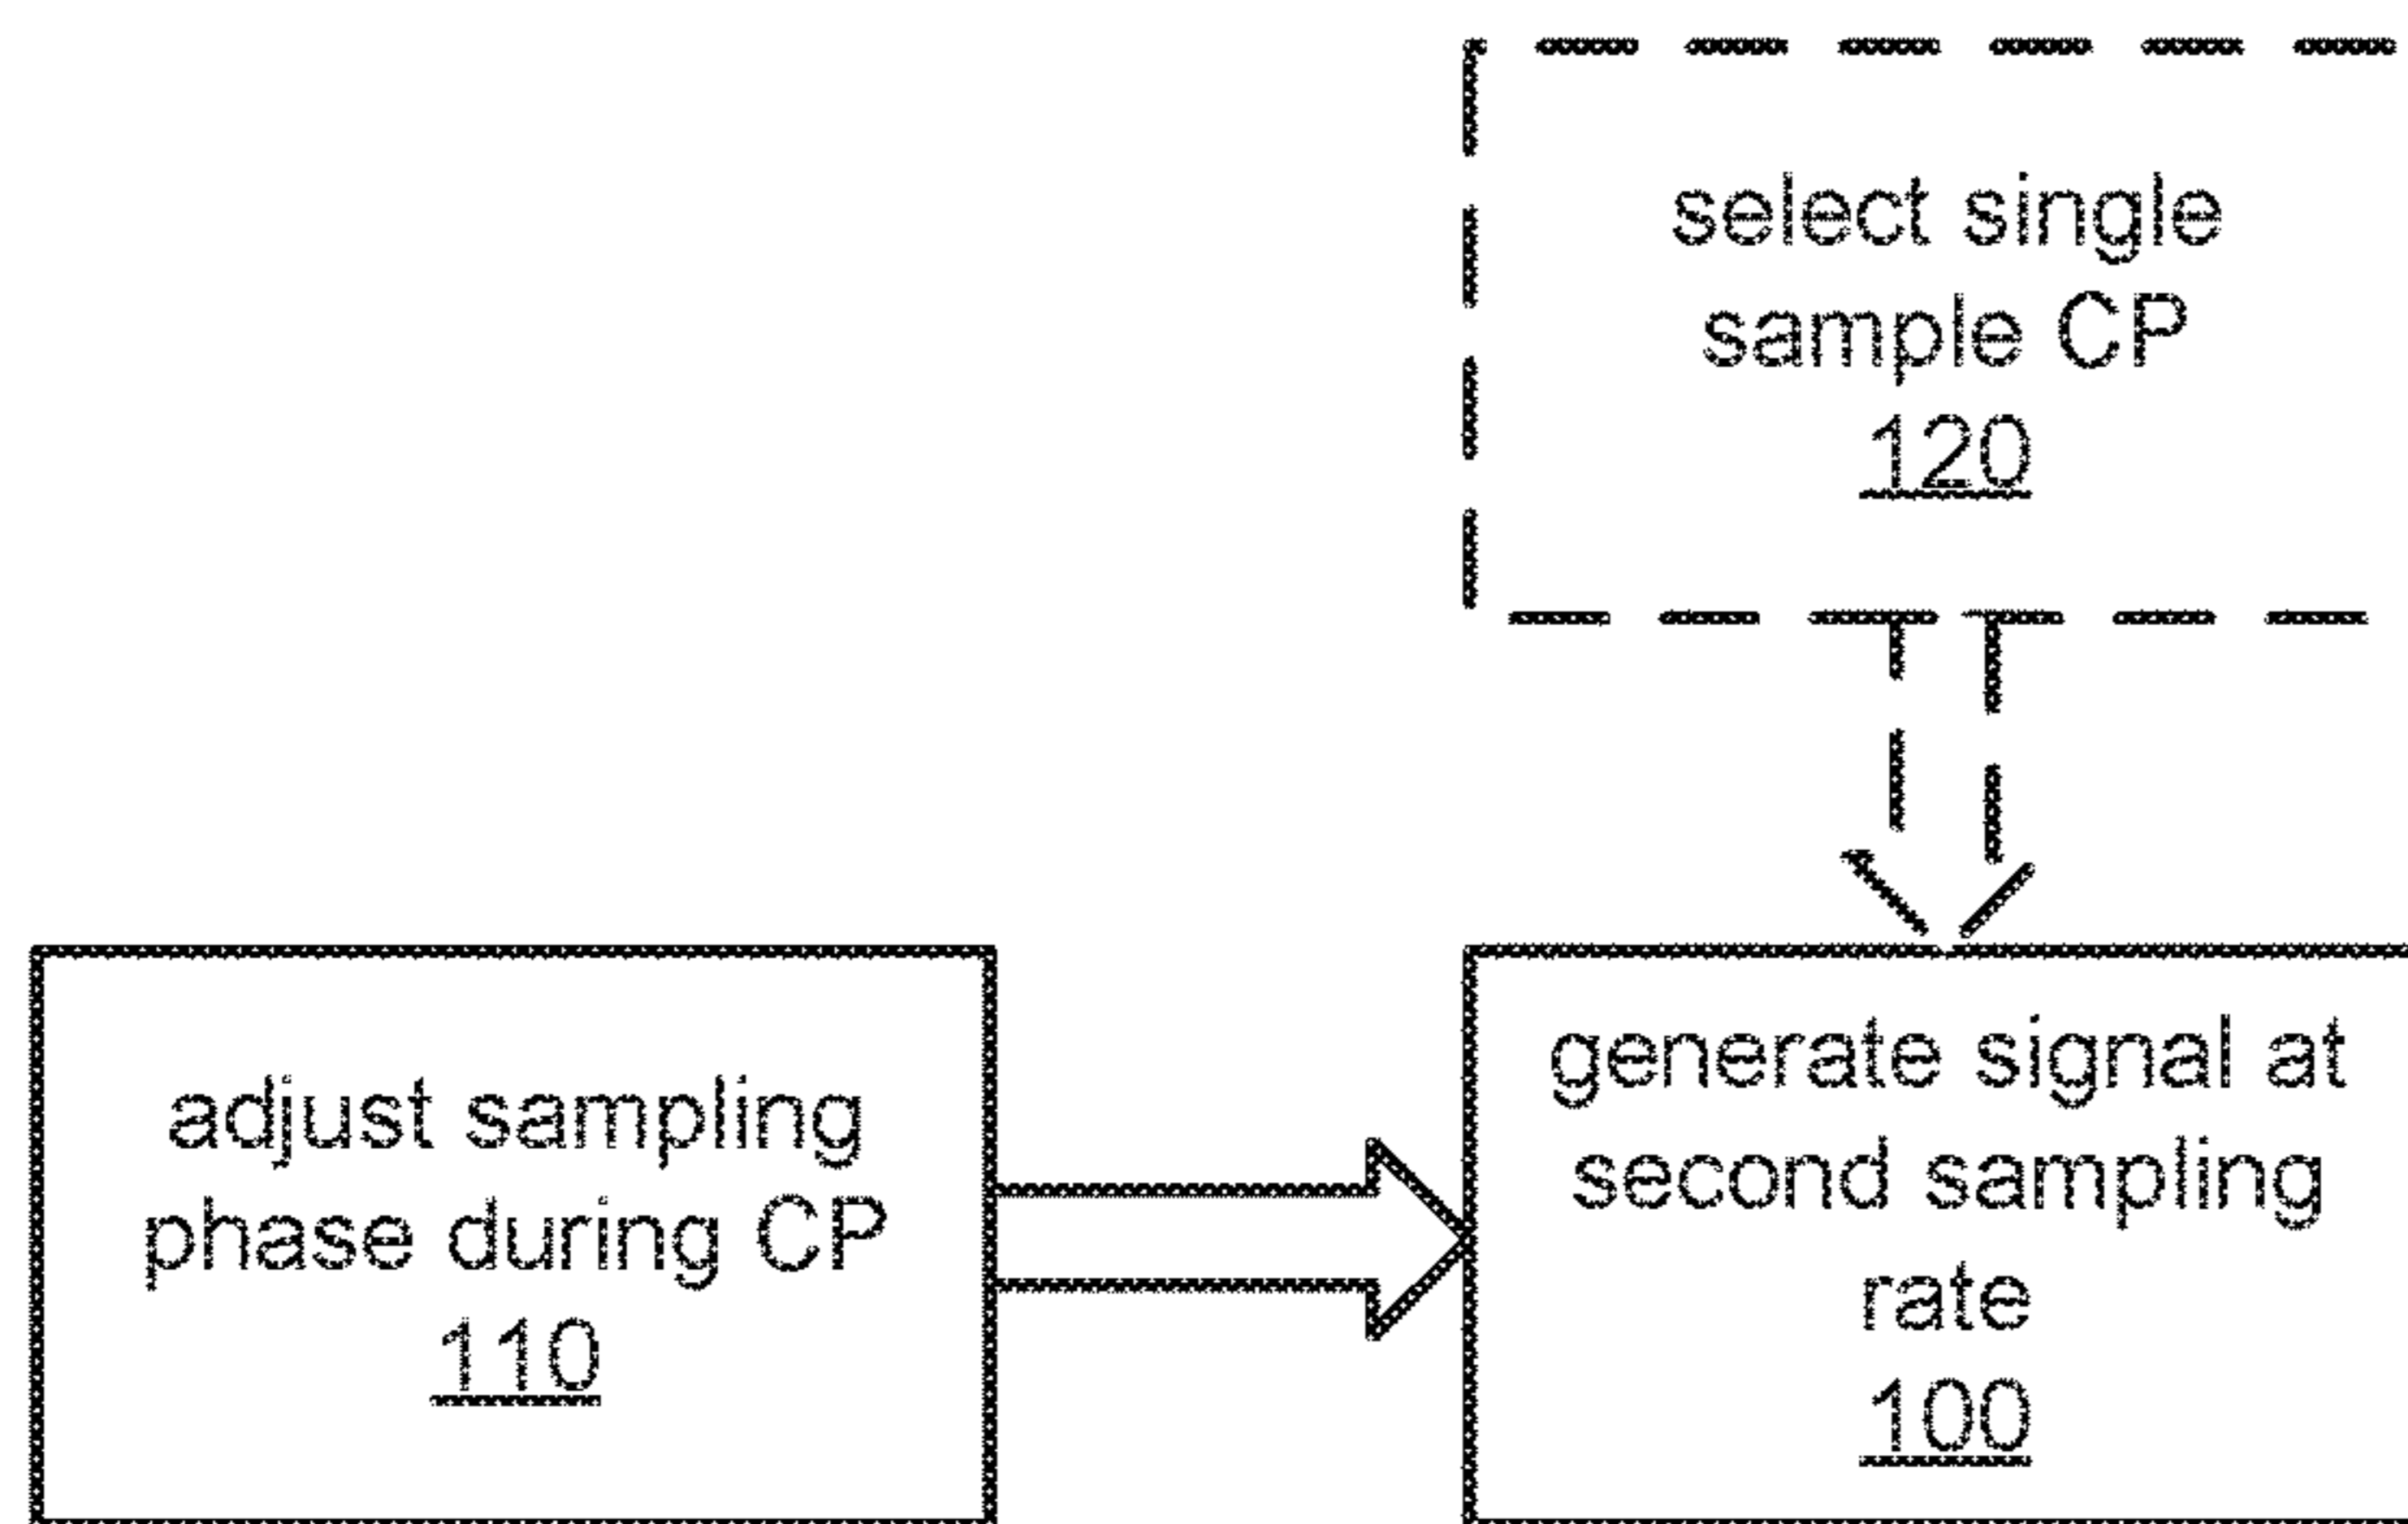 select single
sample CP
120
adjust sampling
phase during CP
110
generate signal at
second sampling
rate
100